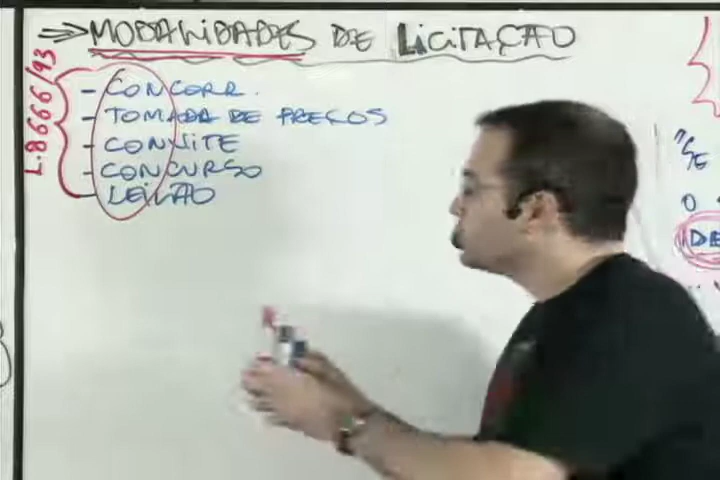 ⇒ MODALIDADES DE LICITAÇÃO
L.8666/93
- CONCORR.
- TOMADA DE PREÇOS
- CONVITE
- CONCURSO
- LEILÃO
"SE
O
DE